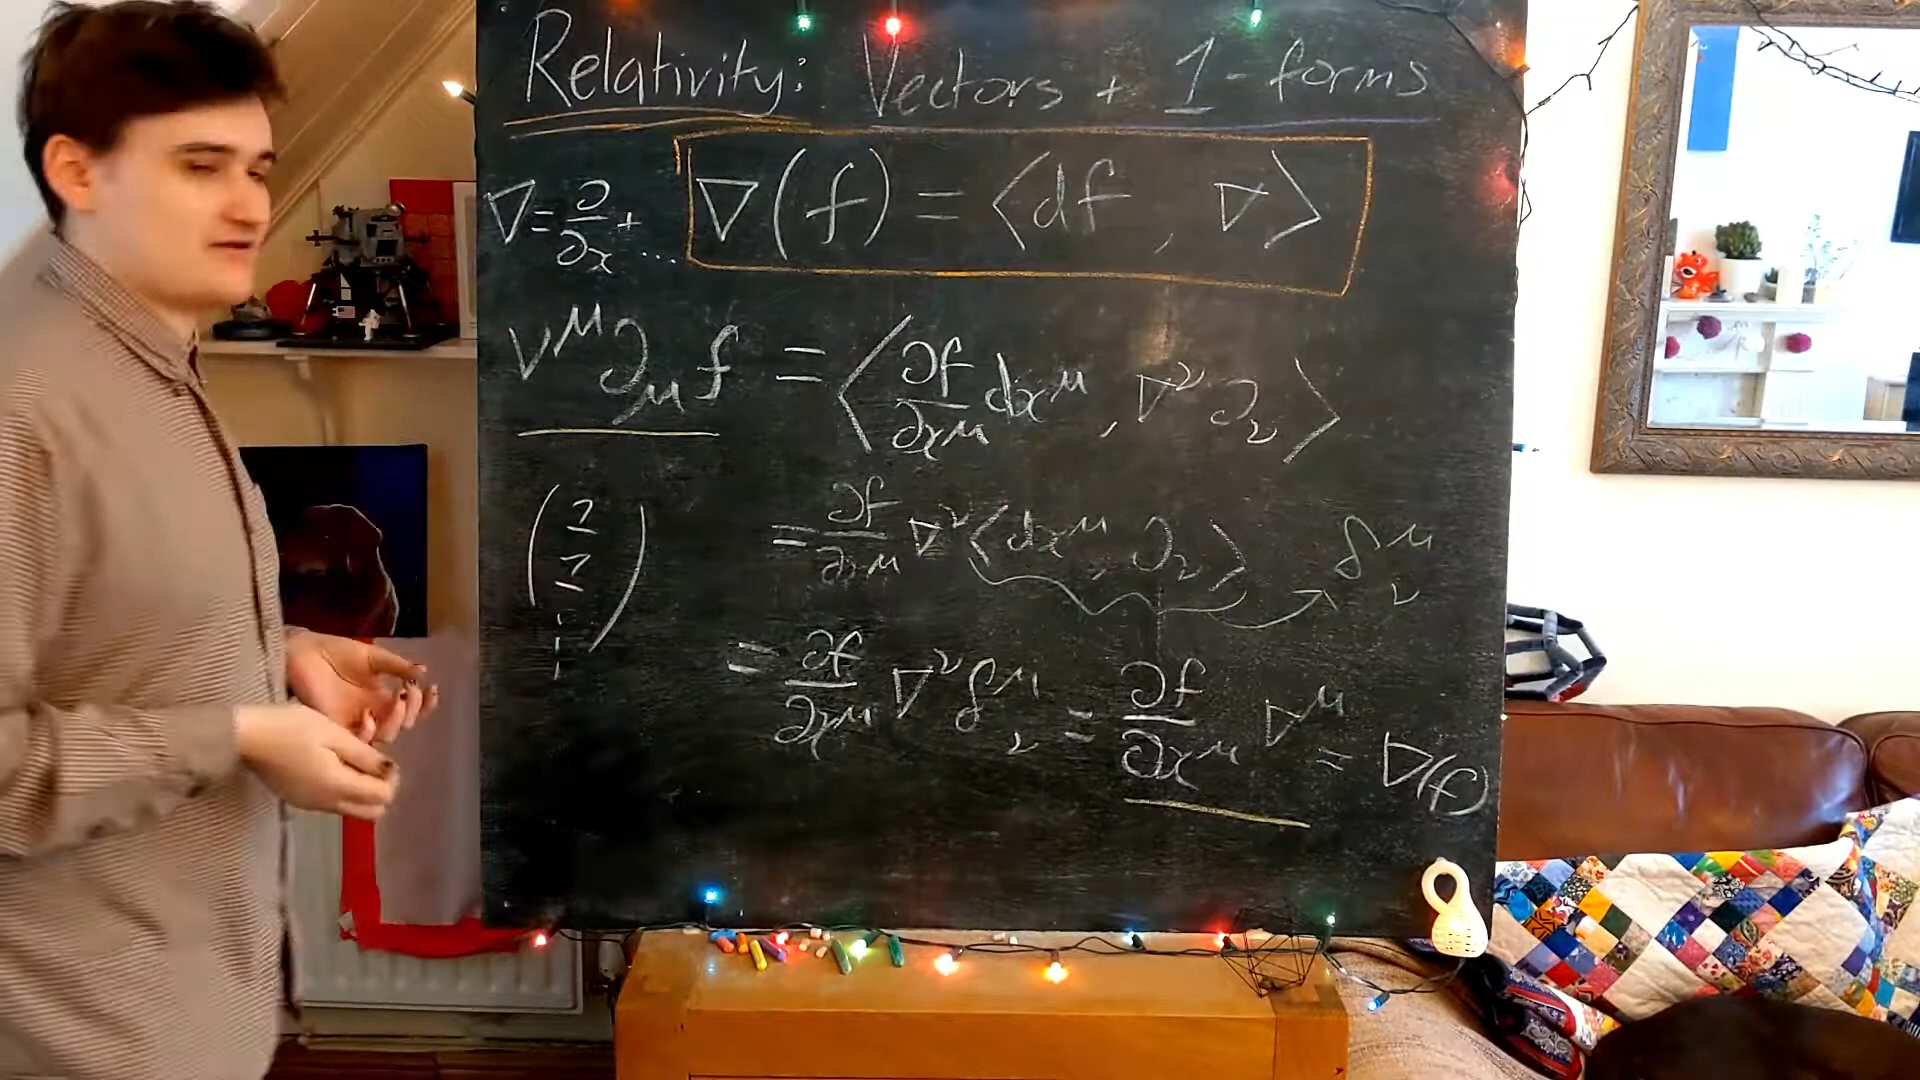 Relativity: Vectors + 1-forms
∇ = ∂/∂x + ...
∇(f) = ⟨df, ∇⟩
v^μ ∂_μ f = ⟨∂f/∂x^μ dx^μ, ∇^ν ∂_ν⟩
(? ? ⋮)
= ∂f/∂x^μ ∇^ν ⟨dx^μ, ∂_ν⟩ → δ^μ_ν
= ∂f/∂x^μ ∇^ν δ^μ_ν = ∂f/∂x^μ ∇^μ = ∇(f)